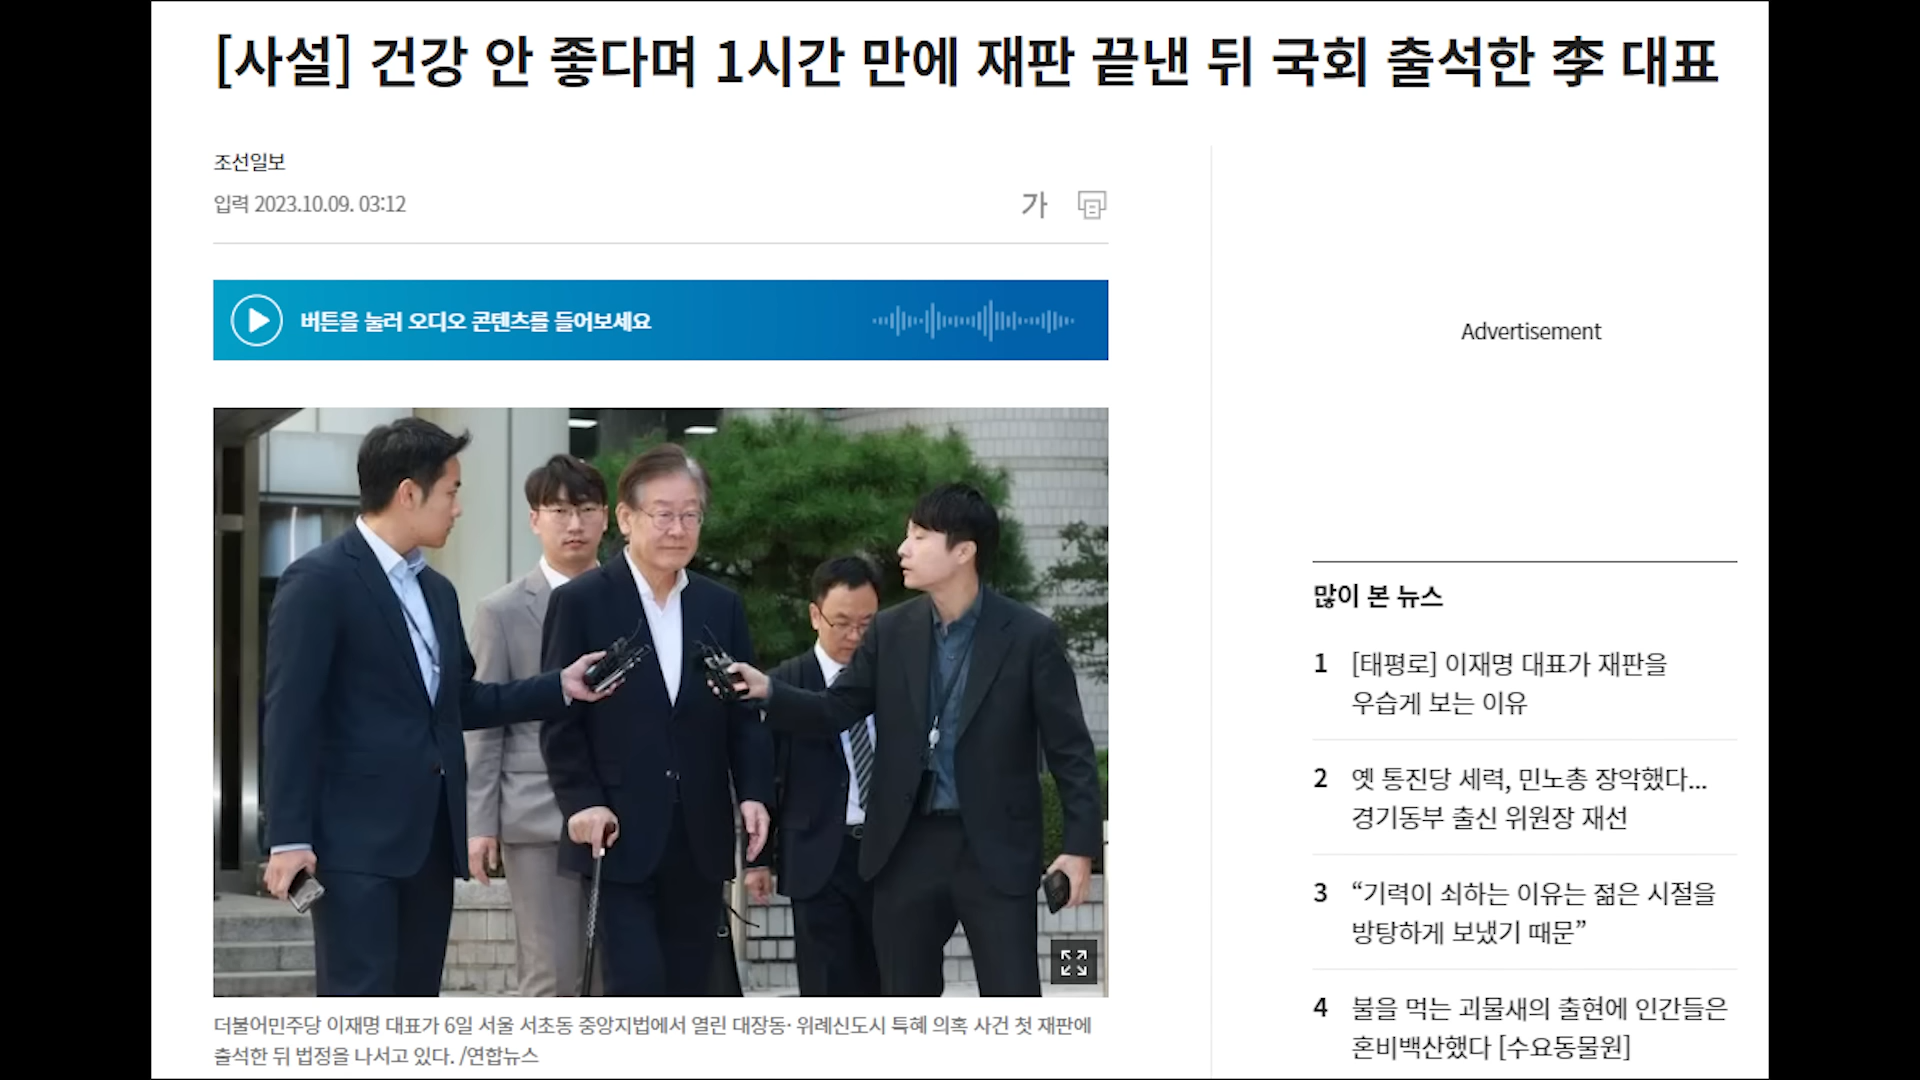 [사설] 건강 안 좋다며 1시간 만에 재판 끝낸 뒤 국회 출석한 李 대표
조선일보
입력 2023.10.09. 03:12
가
버튼을 눌러 오디오 콘텐츠를 들어보세요
더불어민주당 이재명 대표가 6일 서울 서초동 중앙지법에서 열린 대장동· 위례신도시 특혜 의혹 사건 첫 재판에
출석한 뒤 법정을 나서고 있다. /연합뉴스
Advertisement
많이 본 뉴스
1 [태평로] 이재명 대표가 재판을
우습게 보는 이유
2 옛 통진당 세력, 민노총 장악했다...
경기동부 출신 위원장 재선
3 “기력이 쇠하는 이유는 젊은 시절을
방탕하게 보냈기 때문”
4 불을 먹는 괴물새의 출현에 인간들은
혼비백산했다 [수요동물원]